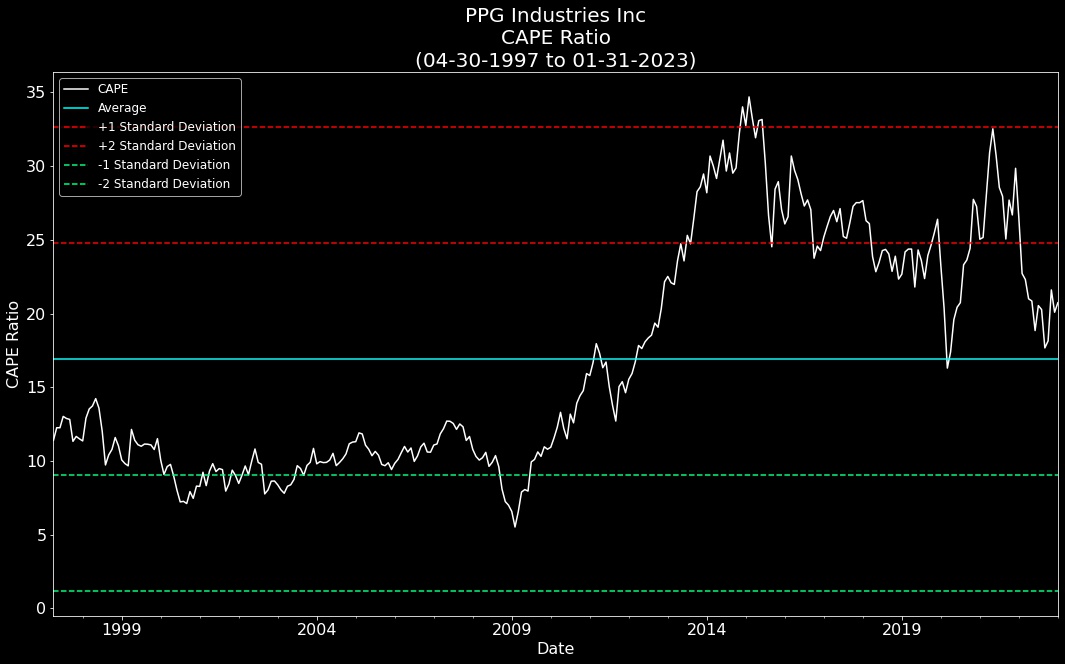 PPG Industries Inc
CAPE Ratio
(04-30-1997 to 01-31-2023)
CAPE
Average
+1 Standard Deviation
+2 Standard Deviation
-1 Standard Deviation
-2 Standard Deviation
35
30
25
20
15
10
5
0
CAPE Ratio
1999
2004
2009
2014
2019
Date